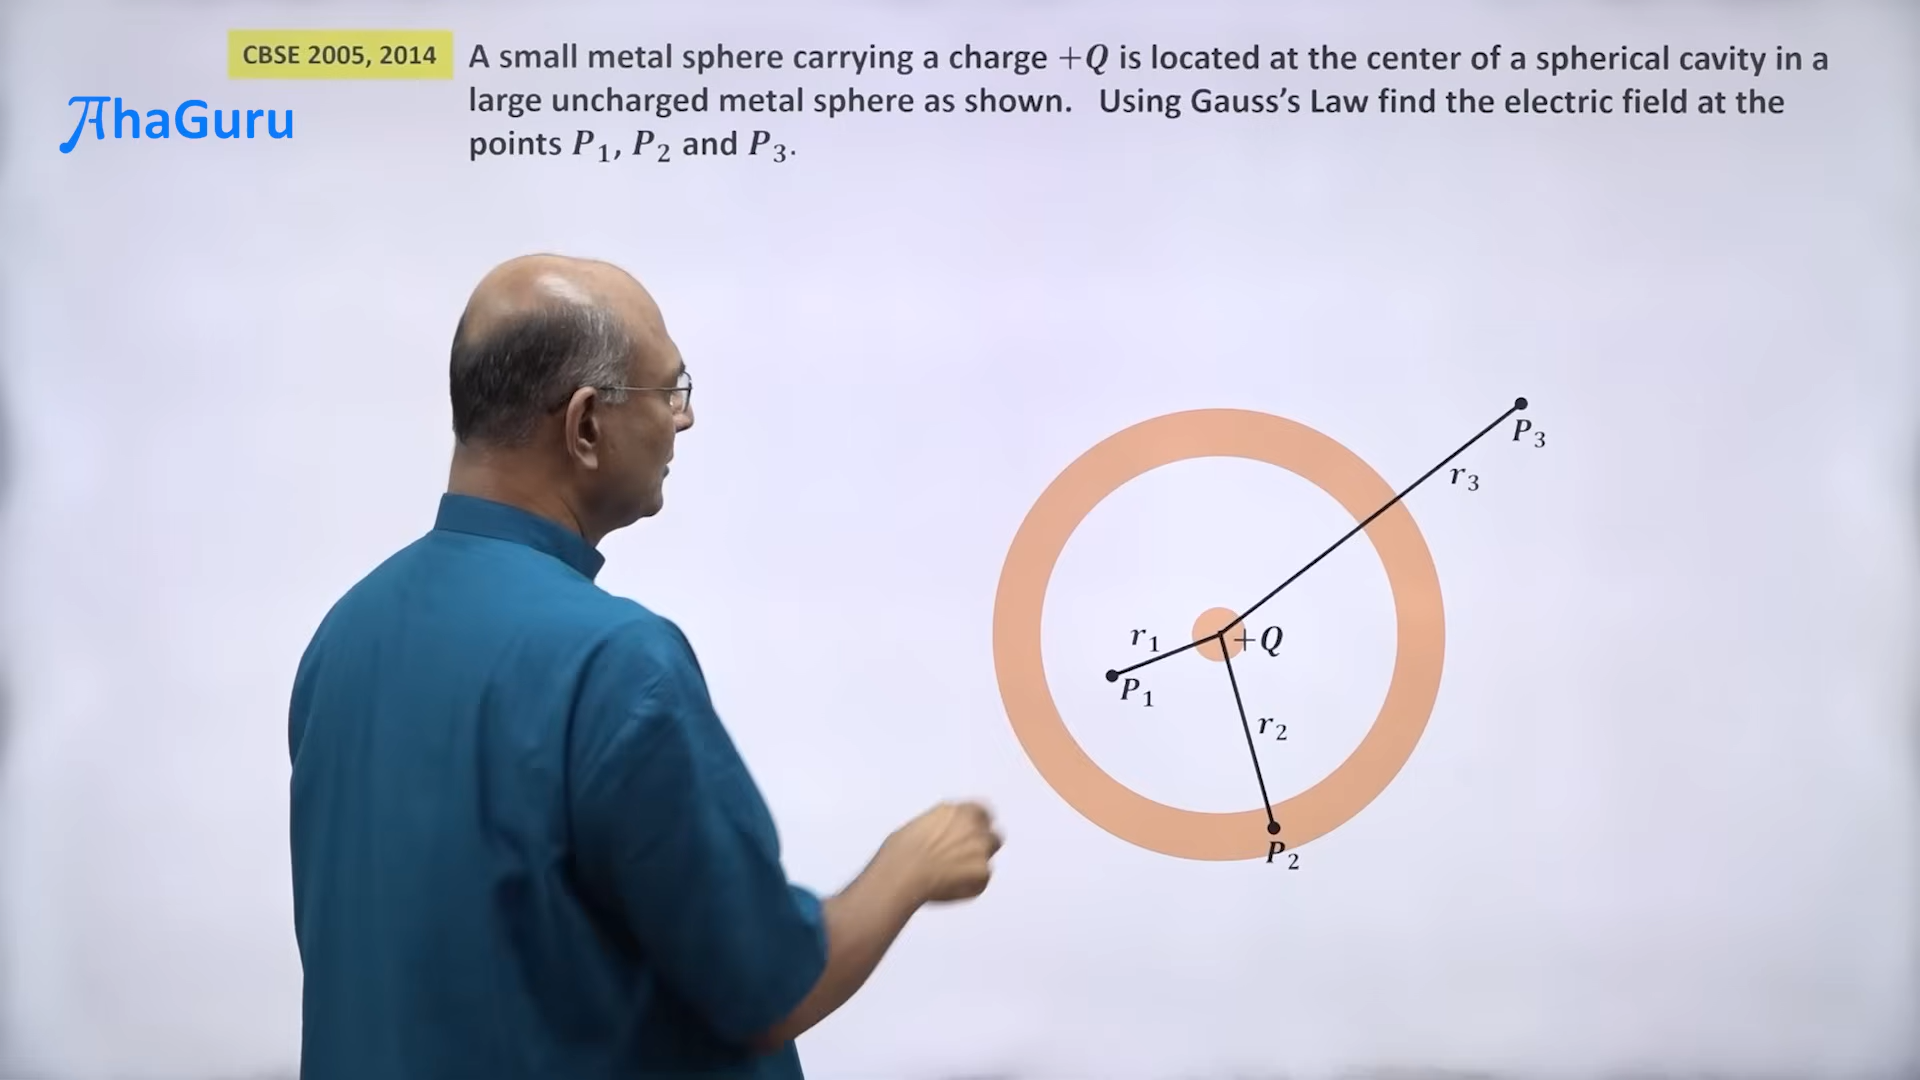 CBSE 2005, 2014
A small metal sphere carrying a charge +Q is located at the center of a spherical cavity in a
large uncharged metal sphere as shown. Using Gauss's Law find the electric field at the
points P₁, P₂ and P₃.
AhaGuru
P₃
r₃
r₁
+Q
P₁
r₂
P₂